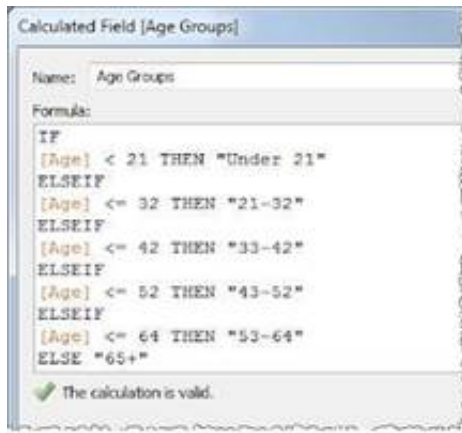 Calculated Field [Age Groups]
Name: Age Groups
Formula:
IF
[Age] < 21 THEN "Under 21"
ELSEIF
[Age] <= 32 THEN "21-32"
ELSEIF
[Age] <= 42 THEN "33-42"
ELSEIF
[Age] <= 52 THEN "43-52"
ELSEIF
[Age] <= 64 THEN "53-64"
ELSE "65+"
The calculation is valid.